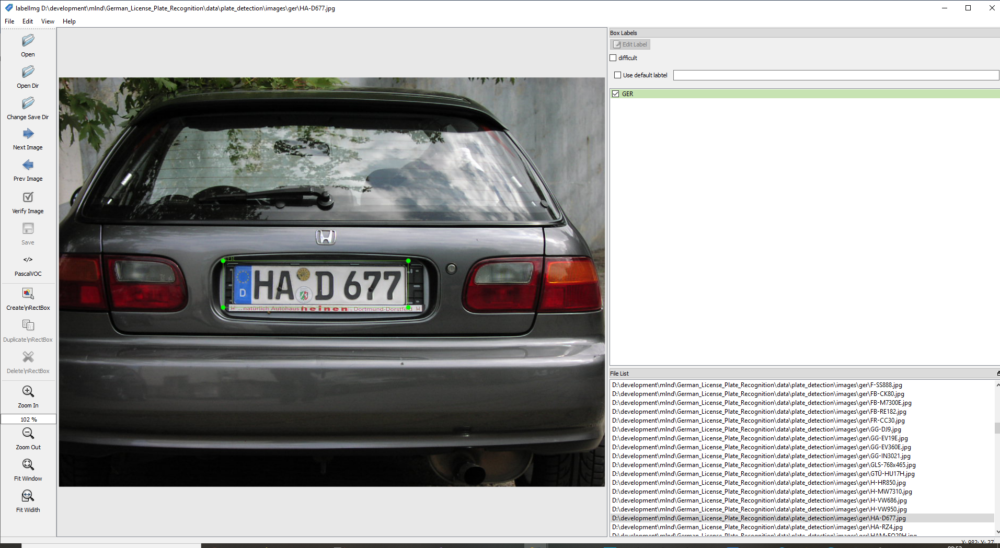 labelImg D:\development\mlnd\German_License_Plate_Recognition\data\plate_detection\images\ger\HA-D677.jpg
File Edit View Help
Open
Open Dir
Change Save Dir
Next Image
Prev Image
Verify Image
Save
</>
PascalVOC
Create\nRectBox
Duplicate\nRectBox
Delete\nRectBox
Zoom In
102 %
Zoom Out
Fit Window
Fit Width
GER
D HA D 677
H ...natürlich Autohaus heinen Dortmund-Dorstfeld H
Box Labels
Edit Label
difficult
Use default labtel
GER
File List
D:\development\mlnd\German_License_Plate_Recognition\data\plate_detection\images\ger\F-SS888.jpg
D:\development\mlnd\German_License_Plate_Recognition\data\plate_detection\images\ger\FB-CK80.jpg
D:\development\mlnd\German_License_Plate_Recognition\data\plate_detection\images\ger\FB-M7300E.jpg
D:\development\mlnd\German_License_Plate_Recognition\data\plate_detection\images\ger\FB-RE182.jpg
D:\development\mlnd\German_License_Plate_Recognition\data\plate_detection\images\ger\FR-CC30.jpg
D:\development\mlnd\German_License_Plate_Recognition\data\plate_detection\images\ger\GG-DJ9.jpg
D:\development\mlnd\German_License_Plate_Recognition\data\plate_detection\images\ger\GG-EV19E.jpg
D:\development\mlnd\German_License_Plate_Recognition\data\plate_detection\images\ger\GG-EV360E.jpg
D:\development\mlnd\German_License_Plate_Recognition\data\plate_detection\images\ger\GG-IN3021.jpg
D:\development\mlnd\German_License_Plate_Recognition\data\plate_detection\images\ger\GLS-768x465.jpg
D:\development\mlnd\German_License_Plate_Recognition\data\plate_detection\images\ger\GTÜ-HU17H.jpg
D:\development\mlnd\German_License_Plate_Recognition\data\plate_detection\images\ger\H-HR850.jpg
D:\development\mlnd\German_License_Plate_Recognition\data\plate_detection\images\ger\H-MW7310.jpg
D:\development\mlnd\German_License_Plate_Recognition\data\plate_detection\images\ger\H-VW686.jpg
D:\development\mlnd\German_License_Plate_Recognition\data\plate_detection\images\ger\H-VW950.jpg
D:\development\mlnd\German_License_Plate_Recognition\data\plate_detection\images\ger\HA-D677.jpg
D:\development\mlnd\German_License_Plate_Recognition\data\plate_detection\images\ger\HA-RZ4.jpg